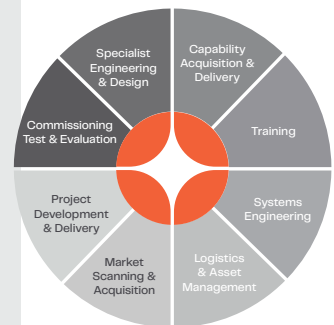 Specialist
Engineering
& Design
Capability
Acquisition &
Delivery
Training
Systems
Engineering
Logistics
& Asset
Management
Market
Scanning &
Acquisition
Project
Development
& Delivery
Commissioning
Test & Evaluation